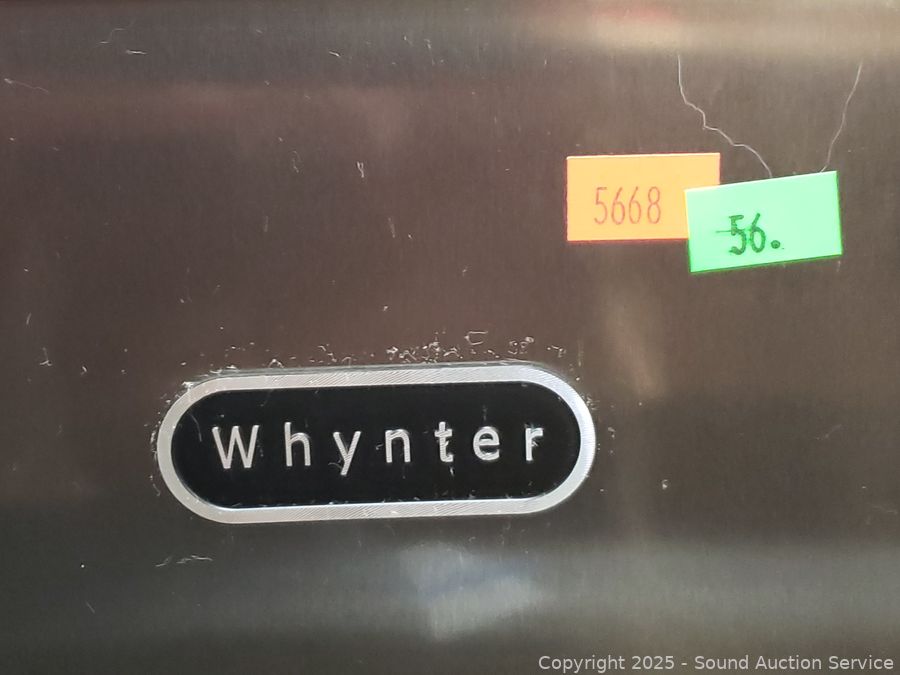 5668
56.
Whynter
Copyright © 2025 - Sound Auction Service